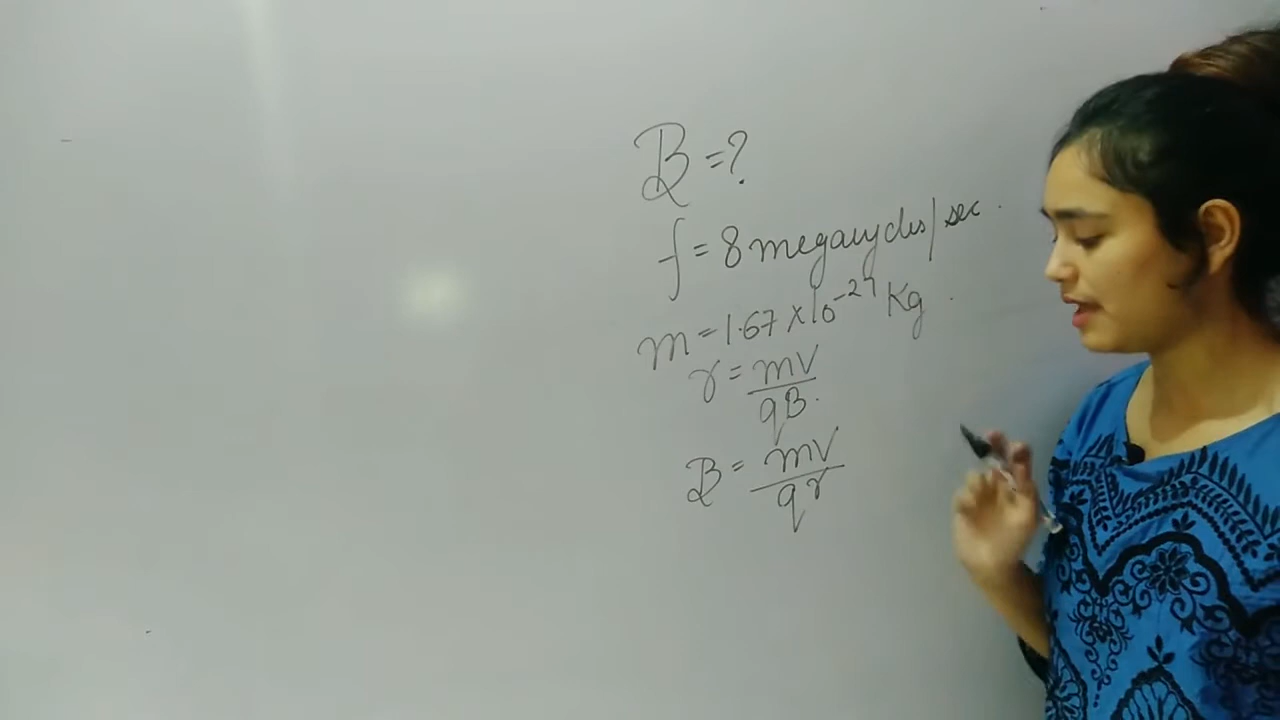 B = ?
f = 8 megacycles/sec.
m = 1.67 × 10⁻²⁷ Kg.
r = mv/qB.
B = mv/qr